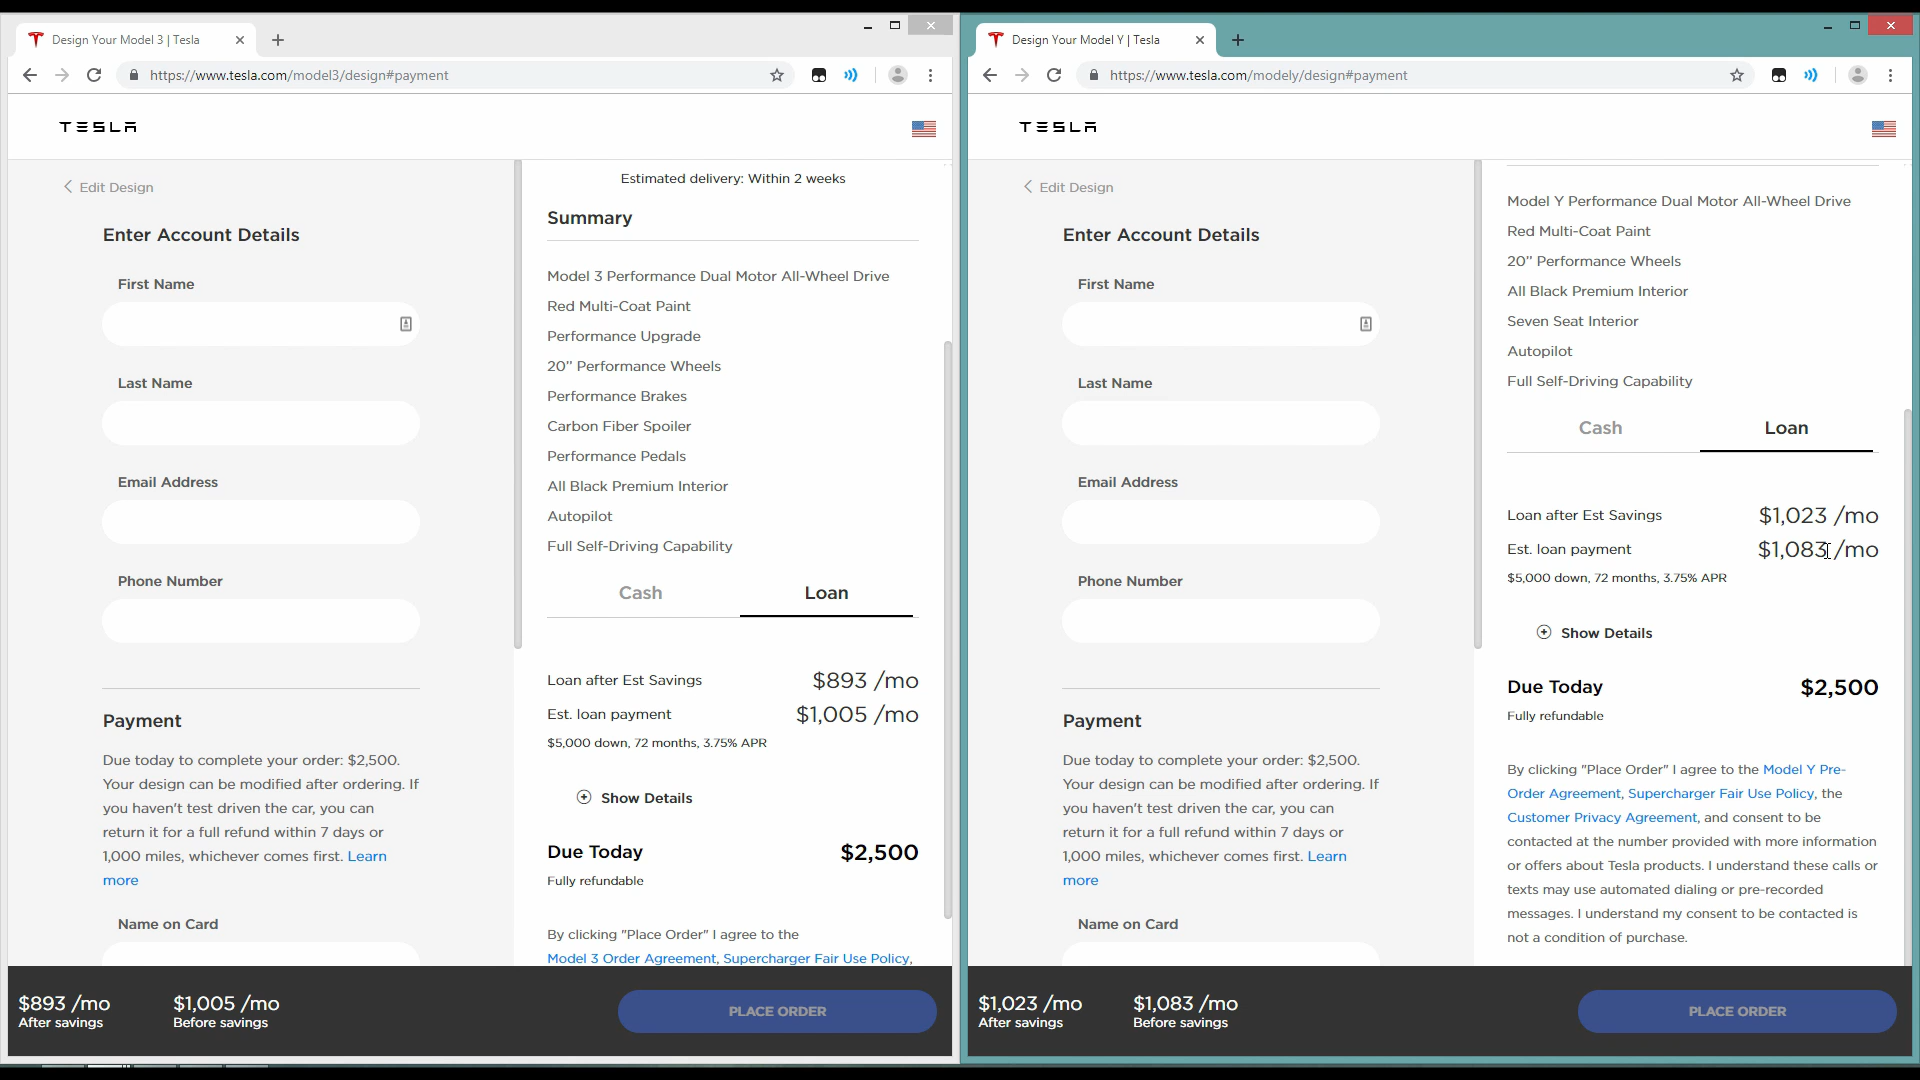 Design Your Model 3 | Tesla
https://www.tesla.com/model3/design#payment
TESLA
Edit Design
Enter Account Details
First Name
Last Name
Email Address
Phone Number
Payment
Due today to complete your order: $2,500.
Your design can be modified after ordering. If
you haven't test driven the car, you can
return it for a full refund within 7 days or
1,000 miles, whichever comes first. Learn
more
Name on Card
Estimated delivery: Within 2 weeks
Summary
Model 3 Performance Dual Motor All-Wheel Drive
Red Multi-Coat Paint
Performance Upgrade
20” Performance Wheels
Performance Brakes
Carbon Fiber Spoiler
Performance Pedals
All Black Premium Interior
Autopilot
Full Self-Driving Capability
Cash Loan
Loan after Est Savings $893 /mo
Est. loan payment $1,005 /mo
$5,000 down, 72 months, 3.75% APR
Show Details
Due Today $2,500
Fully refundable
By clicking "Place Order" I agree to the
Model 3 Order Agreement, Supercharger Fair Use Policy,
$893 /mo $1,005 /mo
After savings Before savings
PLACE ORDER
Design Your Model Y | Tesla
https://www.tesla.com/modely/design#payment
TESLA
Edit Design
Enter Account Details
First Name
Last Name
Email Address
Phone Number
Payment
Due today to complete your order: $2,500.
Your design can be modified after ordering. If
you haven't test driven the car, you can
return it for a full refund within 7 days or
1,000 miles, whichever comes first. Learn
more
Name on Card
Model Y Performance Dual Motor All-Wheel Drive
Red Multi-Coat Paint
20” Performance Wheels
All Black Premium Interior
Seven Seat Interior
Autopilot
Full Self-Driving Capability
Cash Loan
Loan after Est Savings $1,023 /mo
Est. loan payment $1,083 /mo
$5,000 down, 72 months, 3.75% APR
Show Details
Due Today $2,500
Fully refundable
By clicking "Place Order" I agree to the Model Y Pre-
Order Agreement, Supercharger Fair Use Policy, the
Customer Privacy Agreement, and consent to be
contacted at the number provided with more information
or offers about Tesla products. I understand these calls or
texts may use automated dialing or pre-recorded
messages. I understand my consent to be contacted is
not a condition of purchase.
$1,023 /mo $1,083 /mo
After savings Before savings
PLACE ORDER